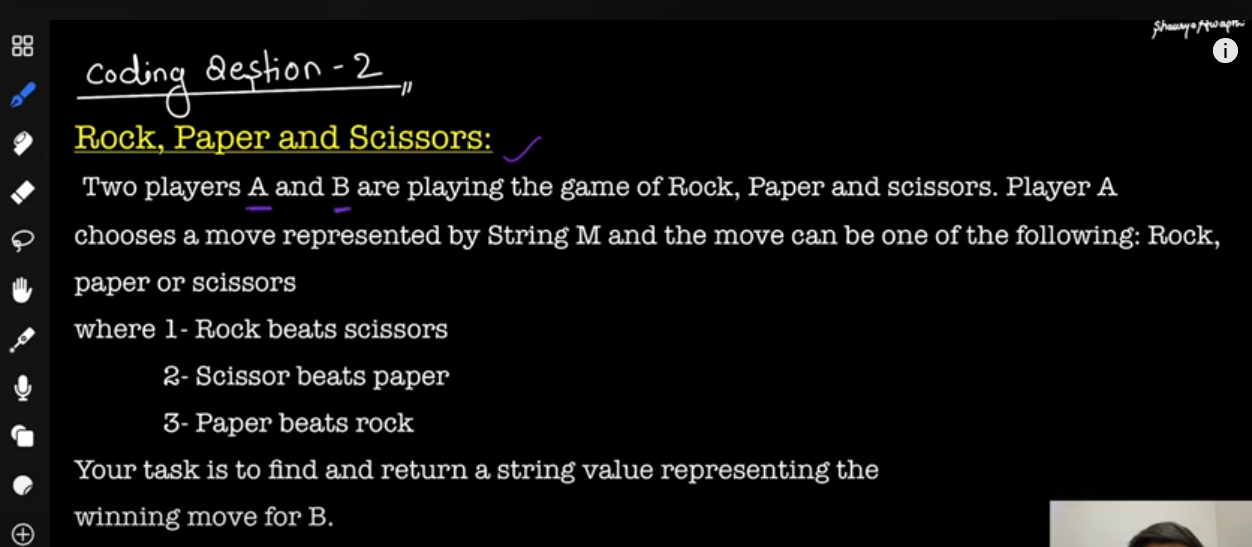 Coding Qestion - 2
Rock, Paper and Scissors:
Two players A and B are playing the game of Rock, Paper and scissors. Player A
chooses a move represented by String M and the move can be one of the following: Rock,
paper or scissors
where 1- Rock beats scissors
2- Scissor beats paper
3- Paper beats rock
Your task is to find and return a string value representing the
winning move for B.